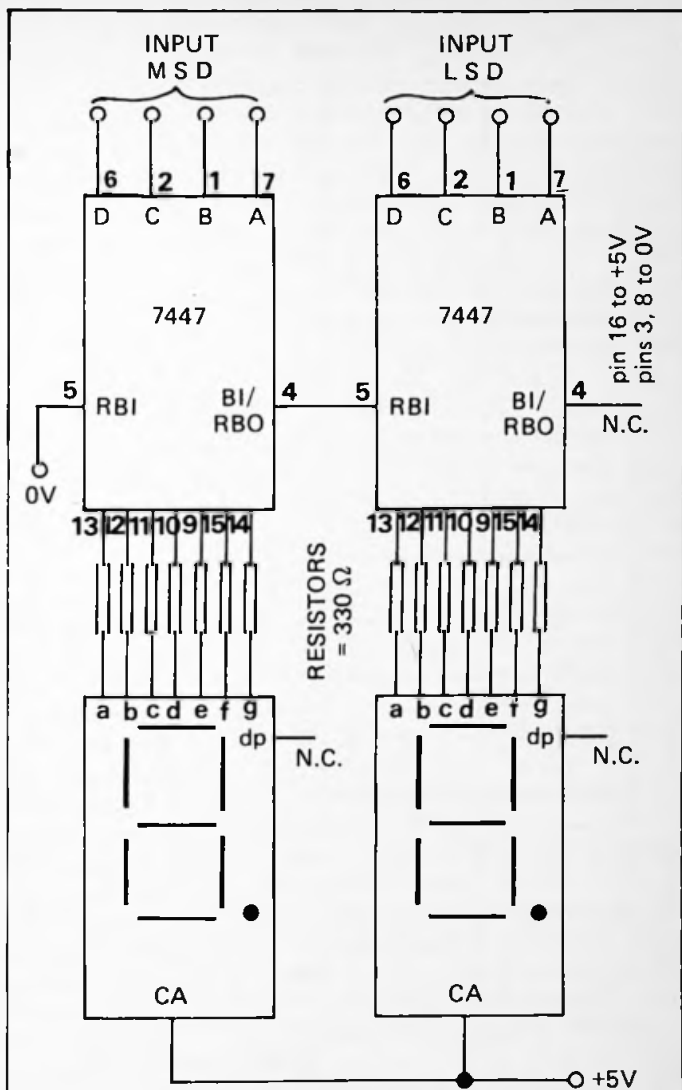 INPUT INPUT
M S D L S D
6 2 1 7 6 2 1 7
D C B A D C B A
7447 7447
pin 16 to +5V
pins 3, 8 to 0V
5 RBI BI/ 4 5 RBI BI/ 4
RBO RBO N.C.
0V
13 12 11 10 9 15 14 13 12 11 10 9 15 14
RESISTORS
= 330 Ω
a b c d e f g a b c d e f g
dp N.C. dp N.C.
CA CA
+5V